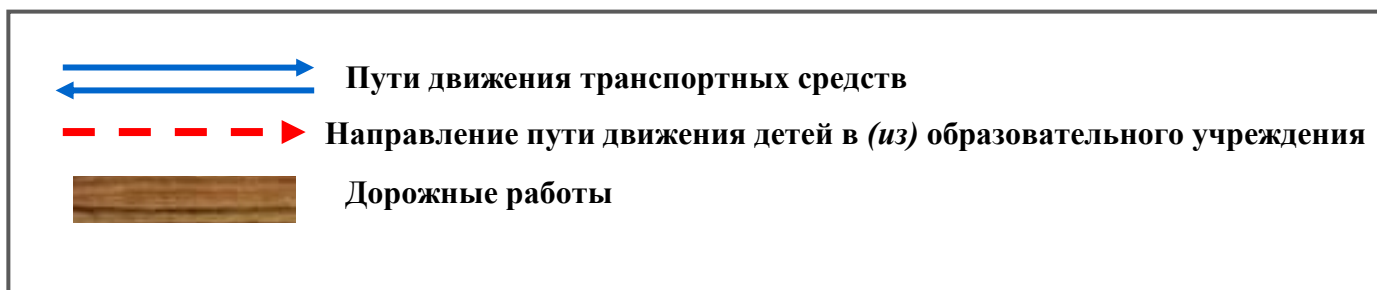 Пути движения транспортных средств
Направление пути движения детей в (из) образовательного учреждения
Дорожные работы